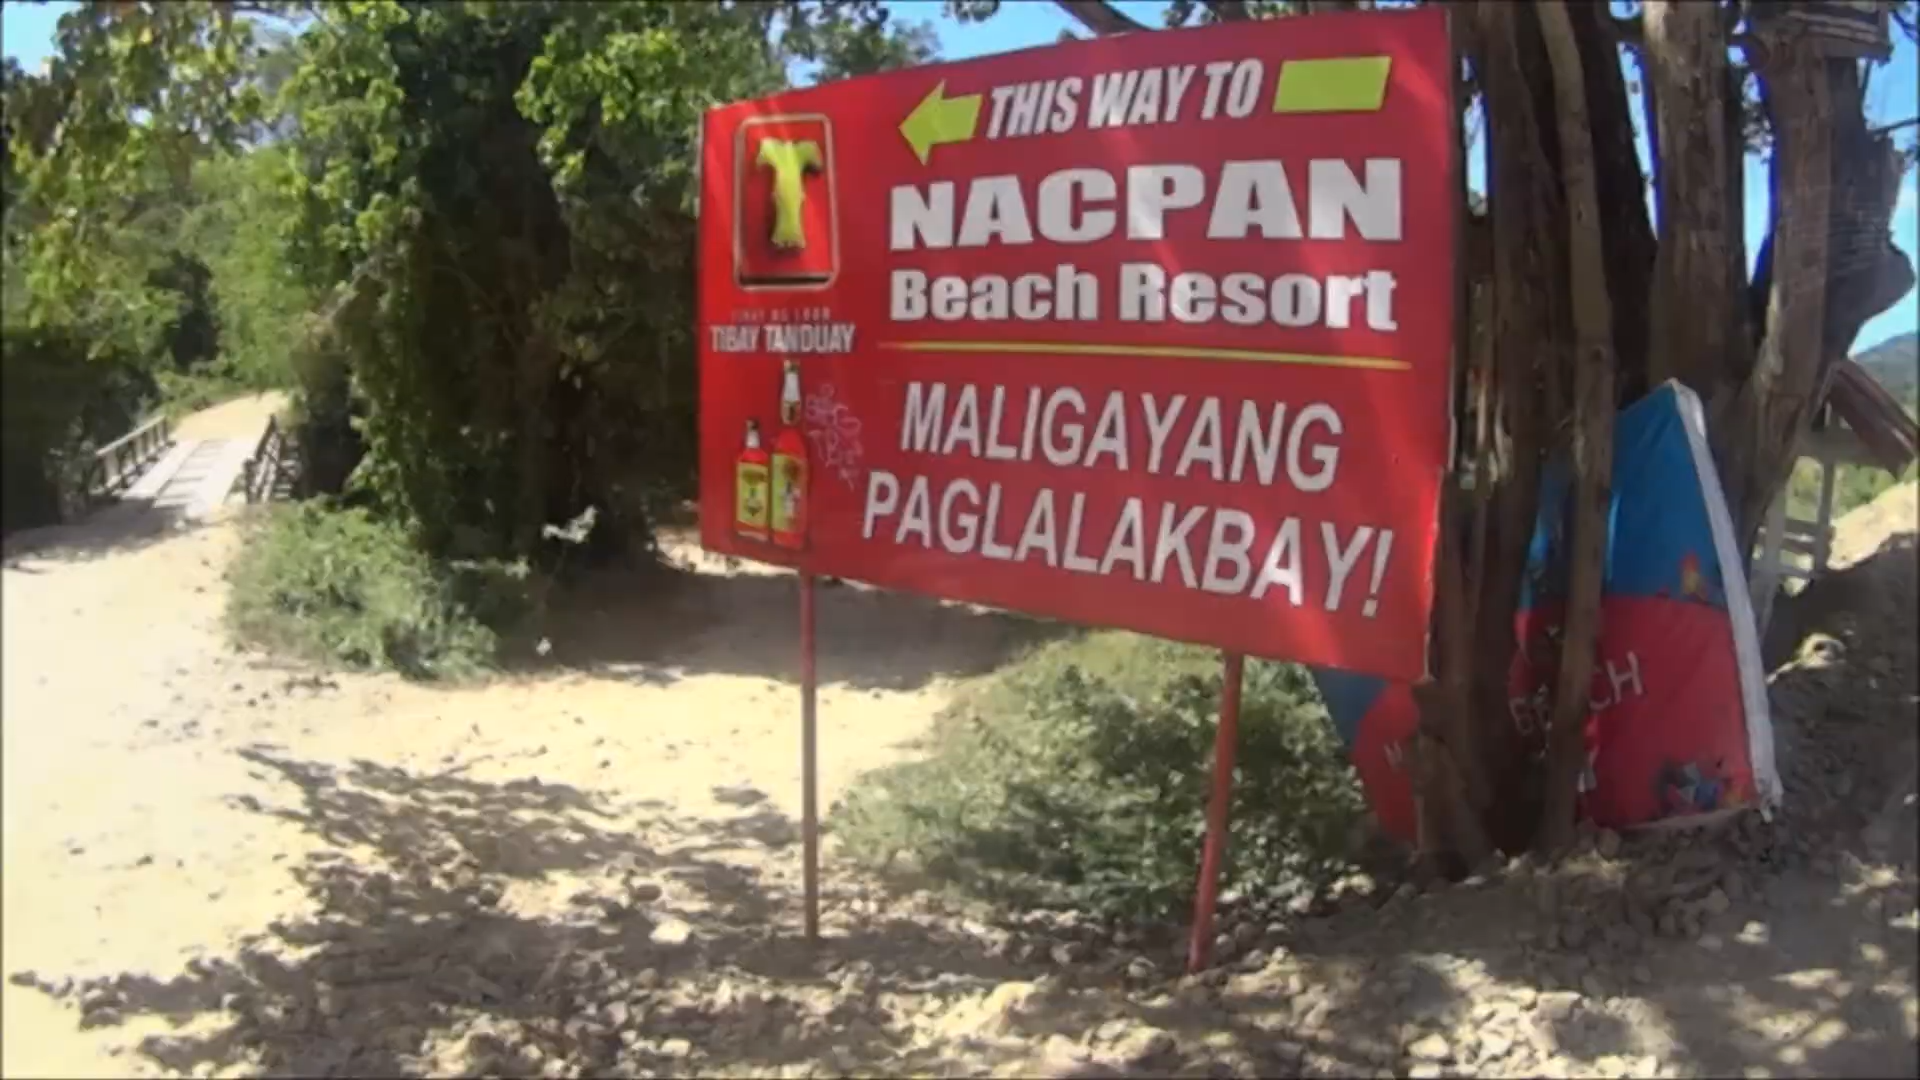 THIS WAY TO
NACPAN
Beach Resort
TIBAY TANDUAY
MALIGAYANG
PAGLALAKBAY!